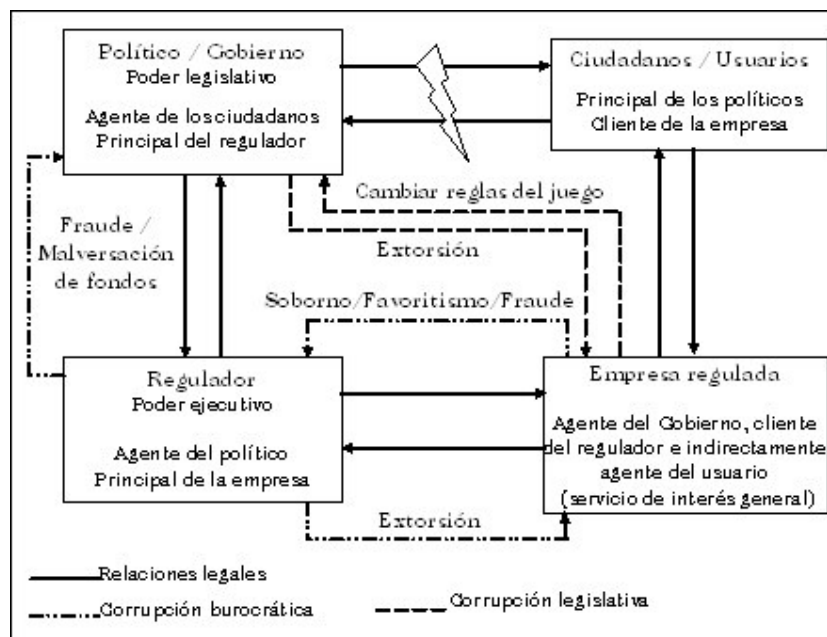 Político / Gobierno
Poder legislativo
Agente de los ciudadanos
Principal del regulador
Ciudadanos / Usuarios
Principal de los políticos
Cliente de la empresa
Cambiar reglas del juego
Extorsión
Fraude /
Malversación
de fondos
Soborno/Favoritismo/Fraude
Regulador
Poder ejecutivo
Agente del político
Principal de la empresa
Empresa regulada
Agente del Gobierno, cliente
del regulador e indirectamente
agente del usuario
(servicio de interés general)
Extorsión
Relaciones legales
Corrupción burocrática
Corrupción legislativa